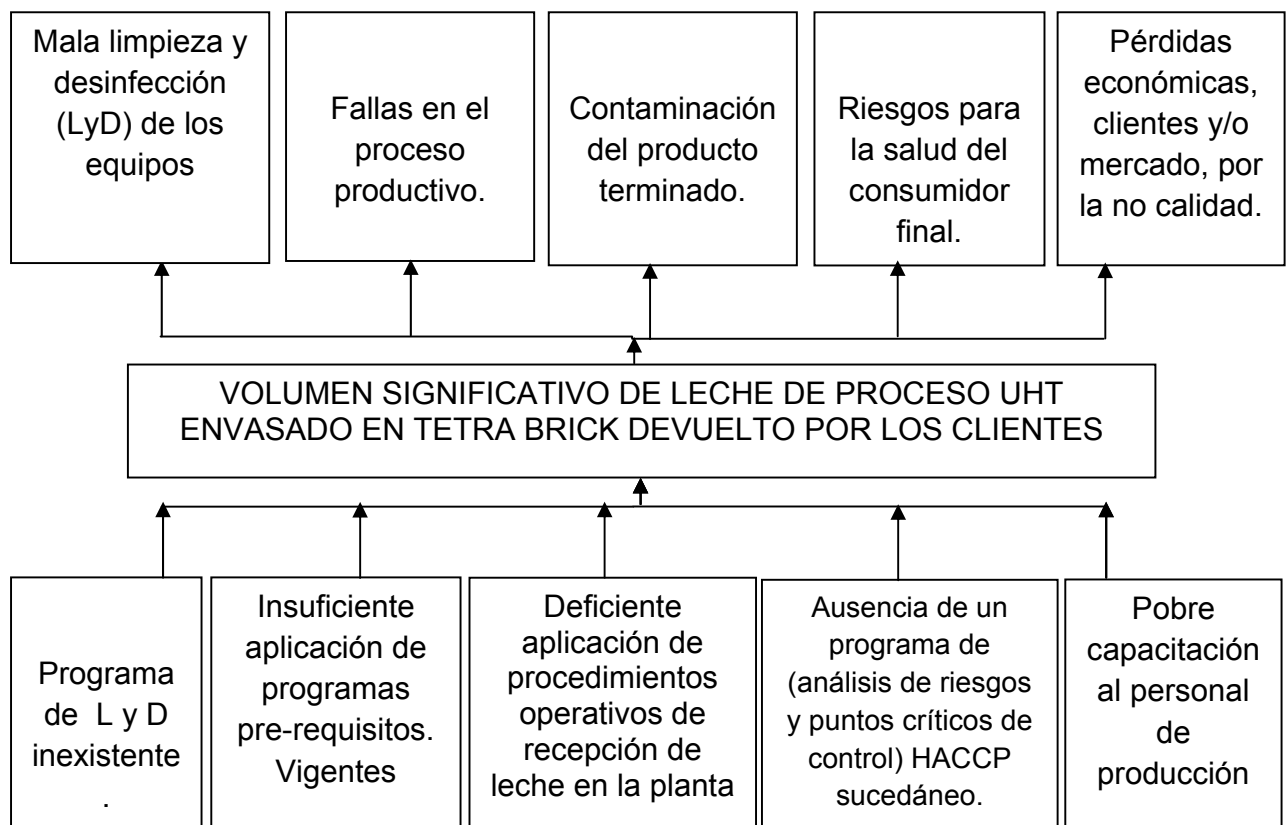 Mala limpieza y
desinfección
(LyD) de los
equipos
Fallas en el
proceso
productivo.
Contaminación
del producto
terminado.
Riesgos para
la salud del
consumidor
final.
Pérdidas
económicas,
clientes y/o
mercado, por
la no calidad.
VOLUMEN SIGNIFICATIVO DE LECHE DE PROCESO UHT
ENVASADO EN TETRA BRICK DEVUELTO POR LOS CLIENTES
Programa
de L y D
inexistente
.
Insuficiente
aplicación de
programas
pre-requisitos.
Vigentes
Deficiente
aplicación de
procedimientos
operativos de
recepción de
leche en la planta
Ausencia de un
programa de
(análisis de riesgos
y puntos críticos de
control) HACCP
sucedáneo.
Pobre
capacitación
al personal
de
producción